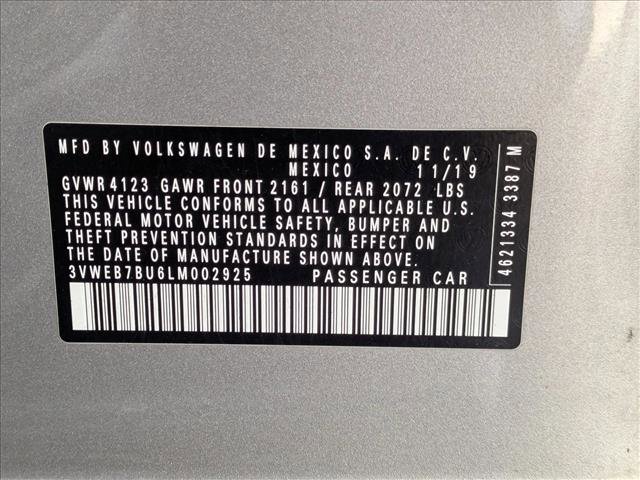 MFD BY VOLKSWAGEN DE MEXICO S.A. DE C.V.
MEXICO 11/19
GVWR 4123 GAWR FRONT 2161 / REAR 2072 LBS
THIS VEHICLE CONFORMS TO ALL APPLICABLE U.S.
FEDERAL MOTOR VEHICLE SAFETY, BUMPER AND
THEFT PREVENTION STANDARDS IN EFFECT ON
THE DATE OF MANUFACTURE SHOWN ABOVE.
3VWEB7BU6LM002925 PASSENGER CAR
4621334 3387 M